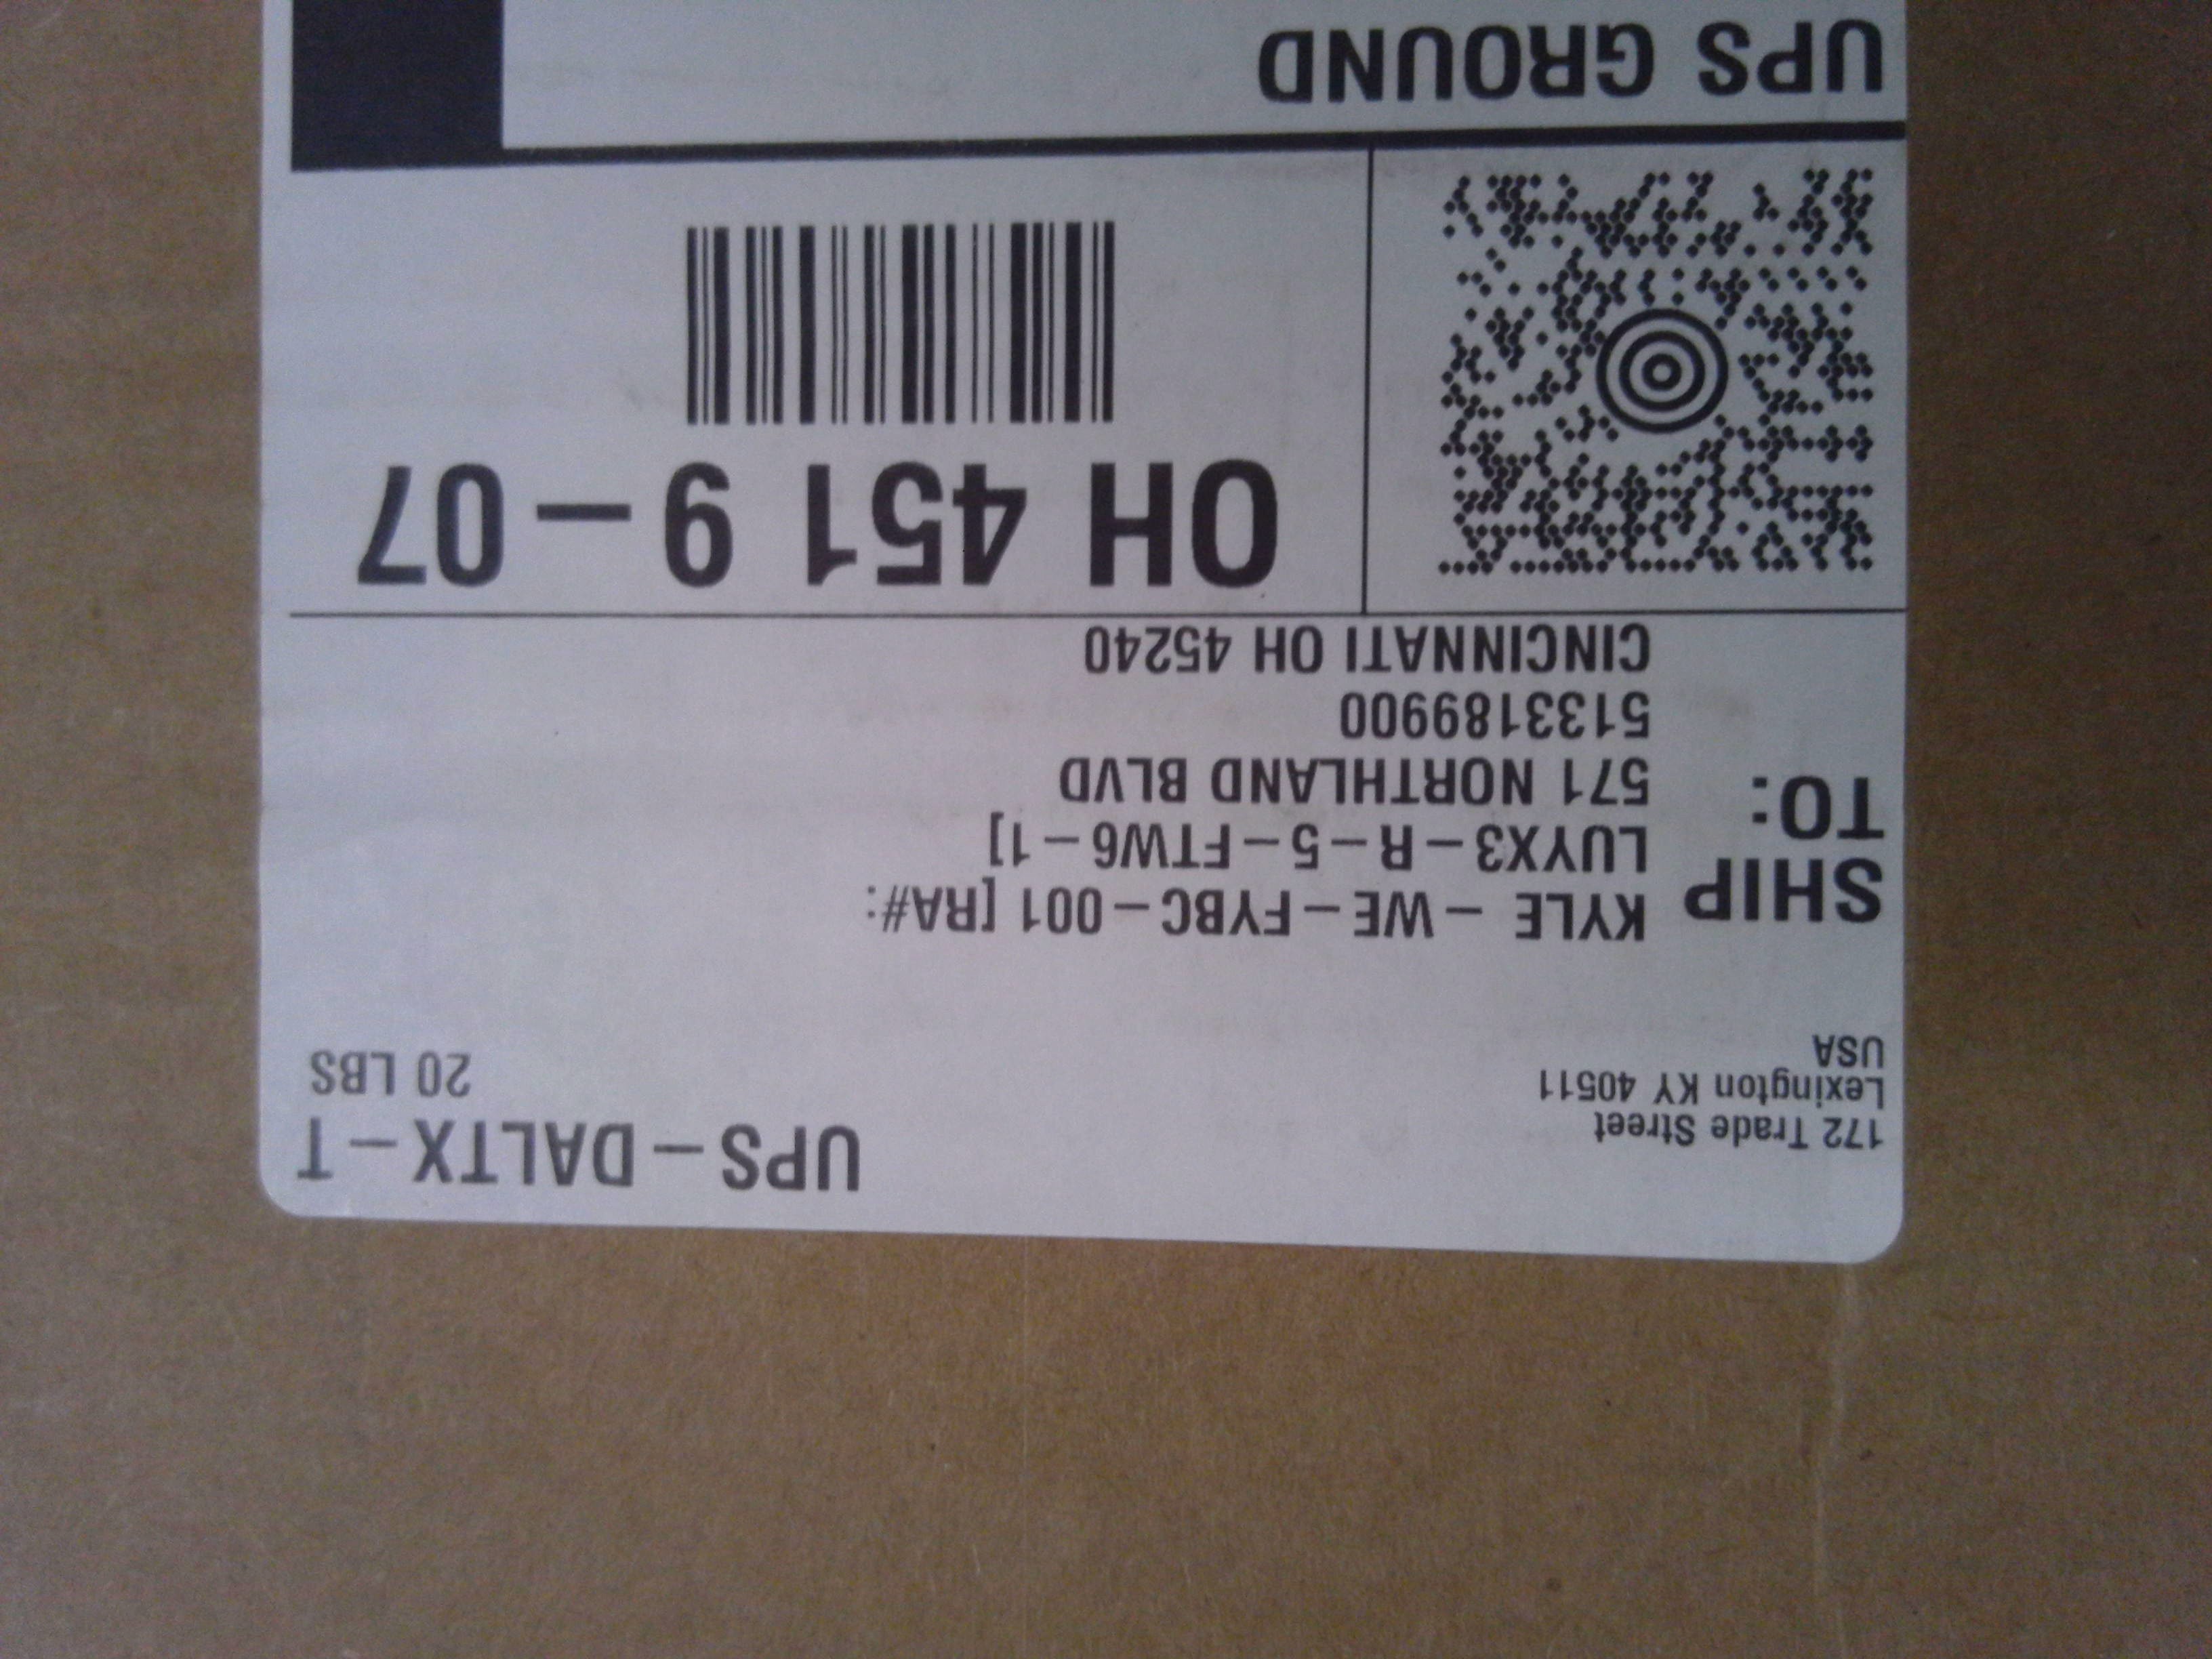 172 Trade Street
Lexington KY 40511
USA
UPS-DALTX-T
20 LBS
SHIP
TO:
KYLE - WE-FYBC-001 [RA#:
LUYX3-R-5-FTW6-1]
571 NORTHLAND BLVD
5133189900
CINCINNATI OH 45240
OH 451 9-07
UPS GROUND